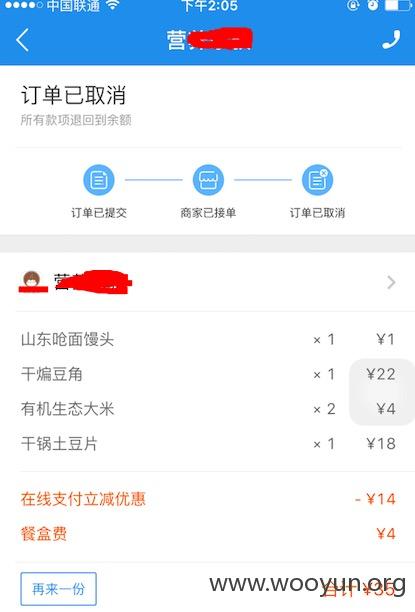 中国联通 下午2:05
营养
订单已取消
所有款项退回到余额
订单已提交 商家已接单 订单已取消
营养
山东呛面馒头 × 1 ¥1
干煸豆角 × 1 ¥22
有机生态大米 × 2 ¥4
干锅土豆片 × 1 ¥18
在线支付立减优惠 - ¥14
餐盒费 ¥4
再来一份 合计 ¥35
www.wooyun.org